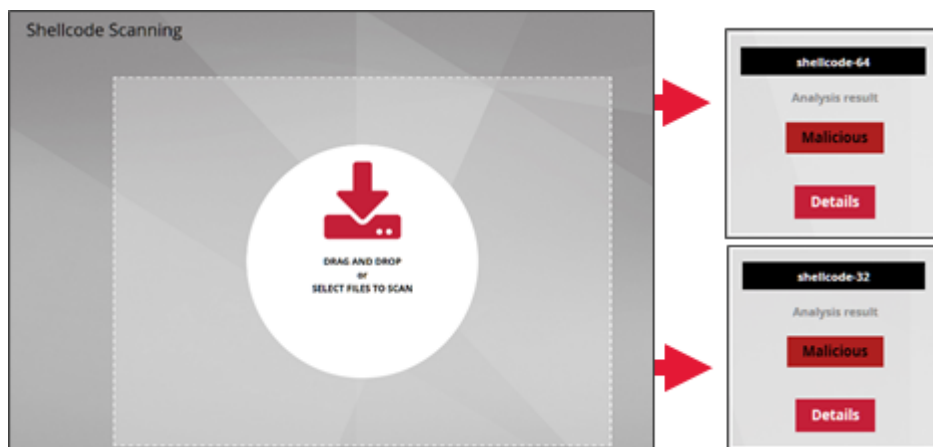 Shellcode Scanning
DRAG AND DROP
or
SELECT FILES TO SCAN
shellcode-64
Analysis result
Malicious
Details
shellcode-32
Analysis result
Malicious
Details